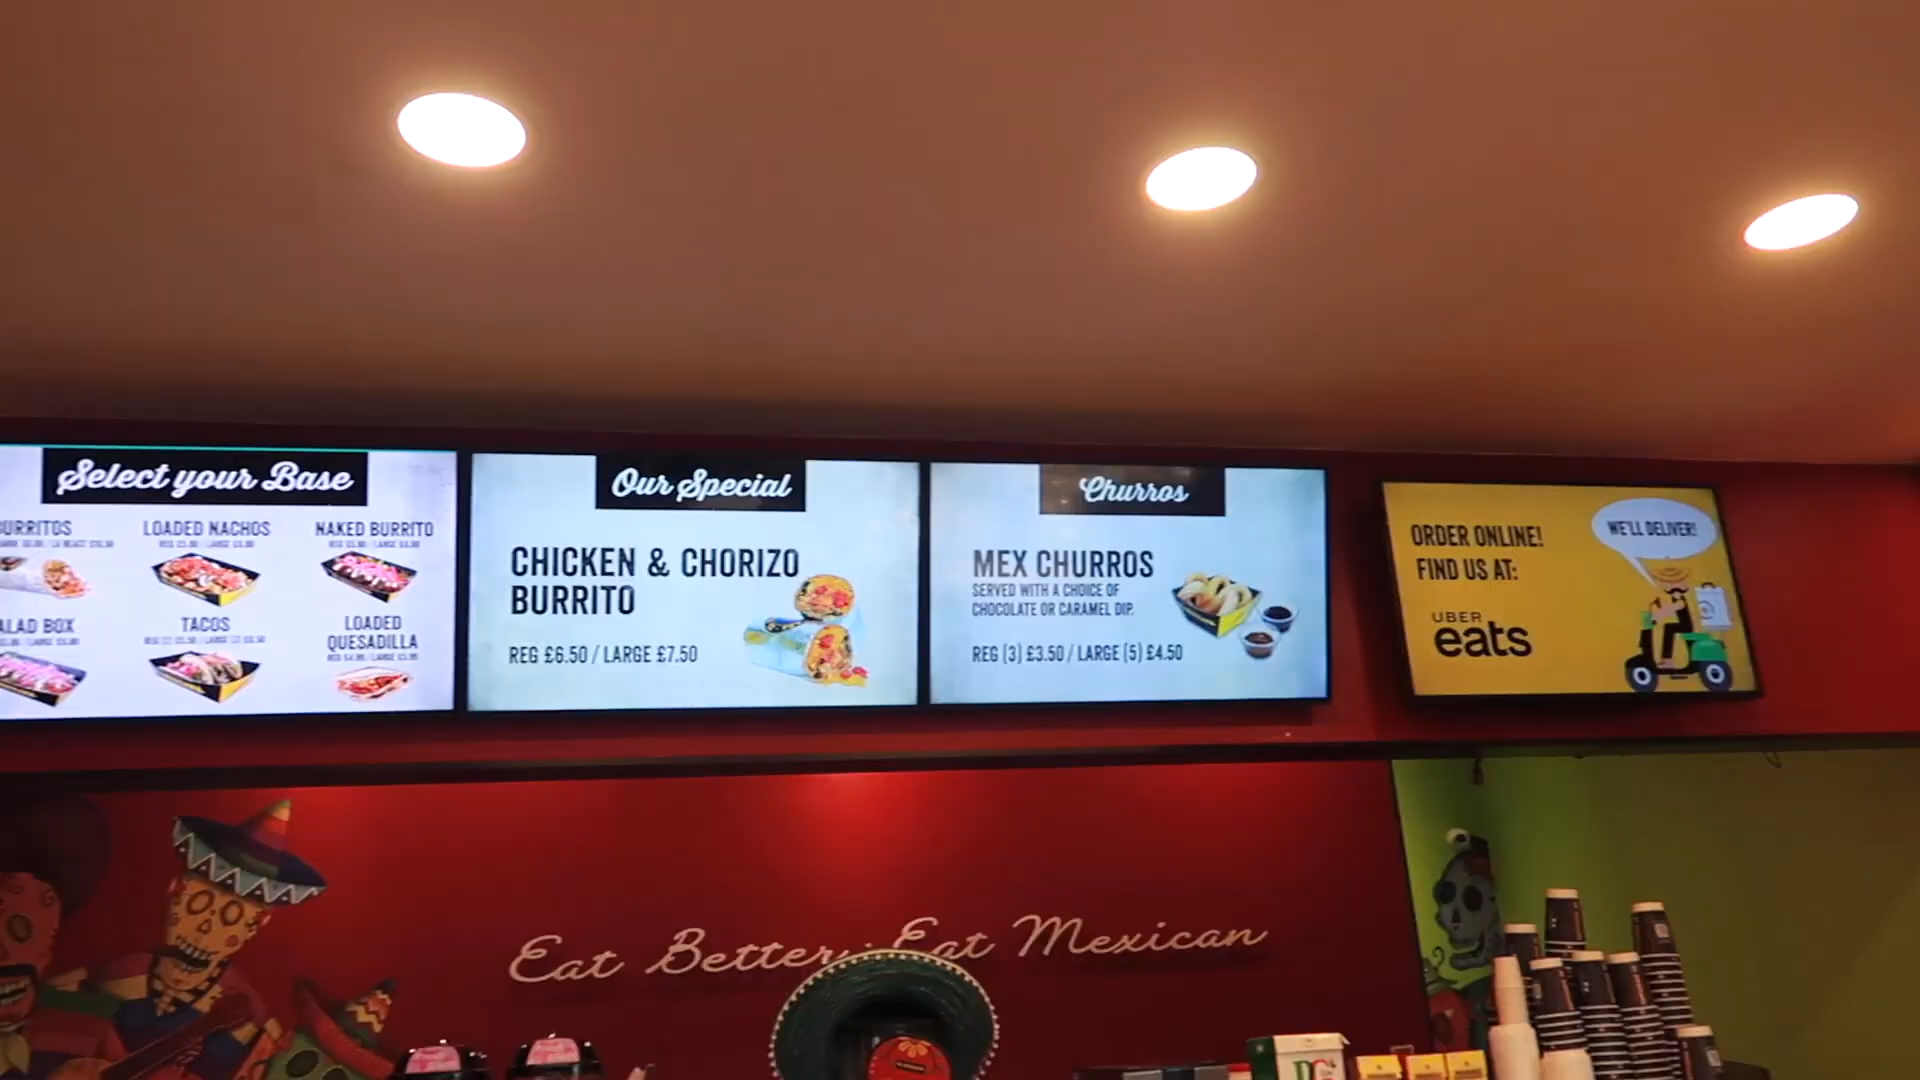 Select your Base
BURRITOS
LOADED NACHOS
NAKED BURRITO
SALAD BOX
TACOS
LOADED
QUESADILLA
Our Special
CHICKEN & CHORIZO
BURRITO
REG £6.50 / LARGE £7.50
Churros
MEX CHURROS
SERVED WITH A CHOICE OF
CHOCOLATE OR CARAMEL DIP.
REG (3) £3.50 / LARGE (5) £4.50
ORDER ONLINE!
FIND US AT:
UBER
eats
WE'LL DELIVER!
Eat Better, Eat Mexican